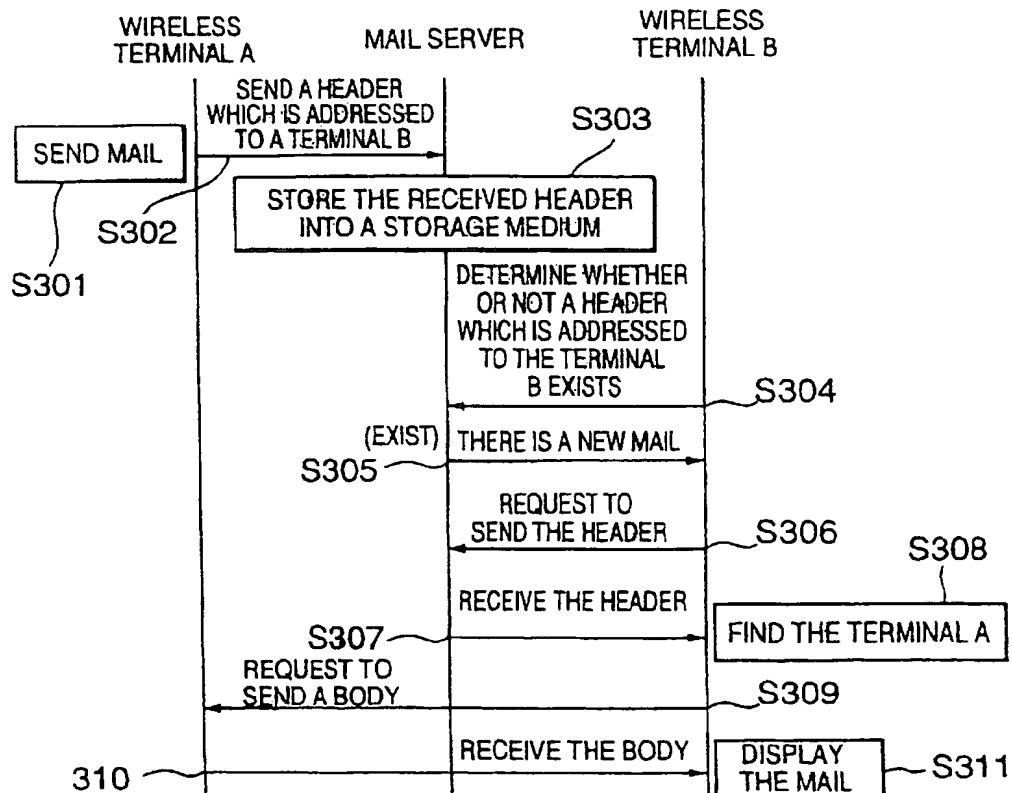 WIRELESS
TERMINAL A
MAIL SERVER
WIRELESS
TERMINAL B
SEND A HEADER
WHICH IS ADDRESSED
TO A TERMINAL B
S303
SEND MAIL
STORE THE RECEIVED HEADER
INTO A STORAGE MEDIUM
S302
S301
DETERMINE WHETHER
OR NOT A HEADER
WHICH IS ADDRESSED
TO THE TERMINAL
B EXISTS
S304
(EXIST)
THERE IS A NEW MAIL
S305
REQUEST TO
SEND THE HEADER
S306
S308
RECEIVE THE HEADER
FIND THE TERMINAL A
S307
REQUEST TO
SEND A BODY
S309
RECEIVE THE BODY
DISPLAY
THE MAIL
310
S311